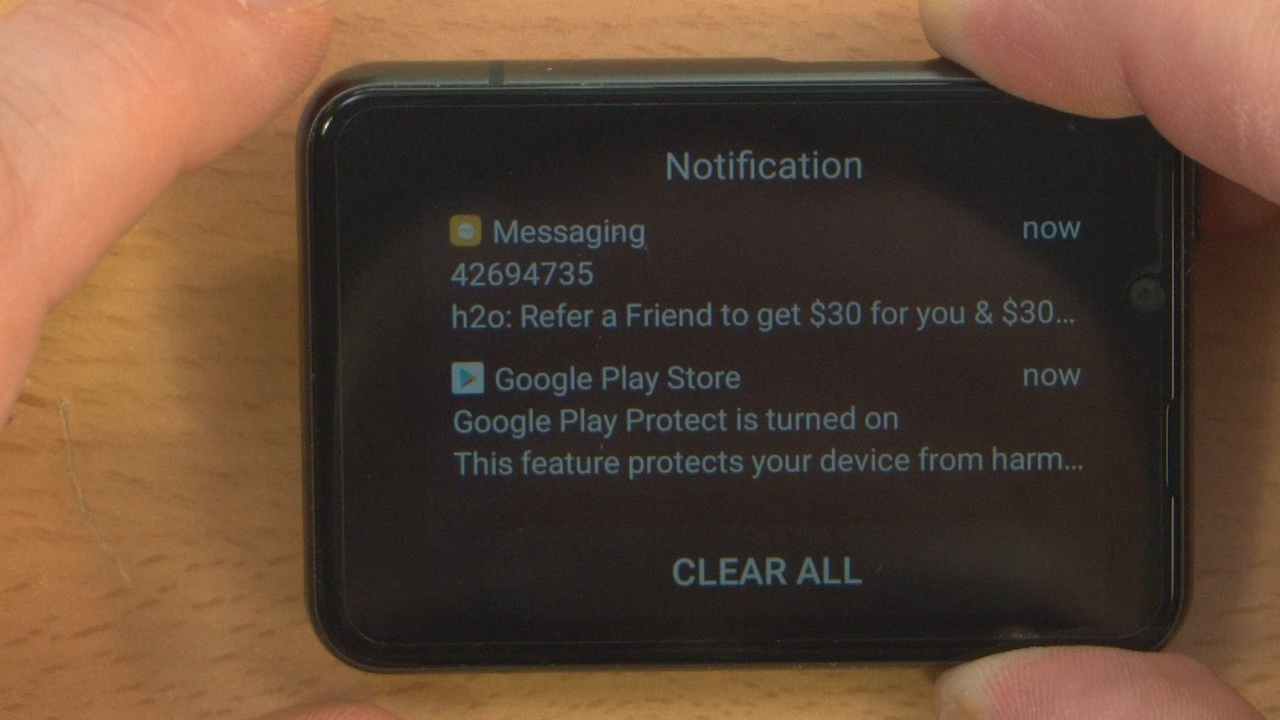 Notification
Messaging now
42694735
h2o: Refer a Friend to get $30 for you & $30…
Google Play Store now
Google Play Protect is turned on
This feature protects your device from harm…
CLEAR ALL